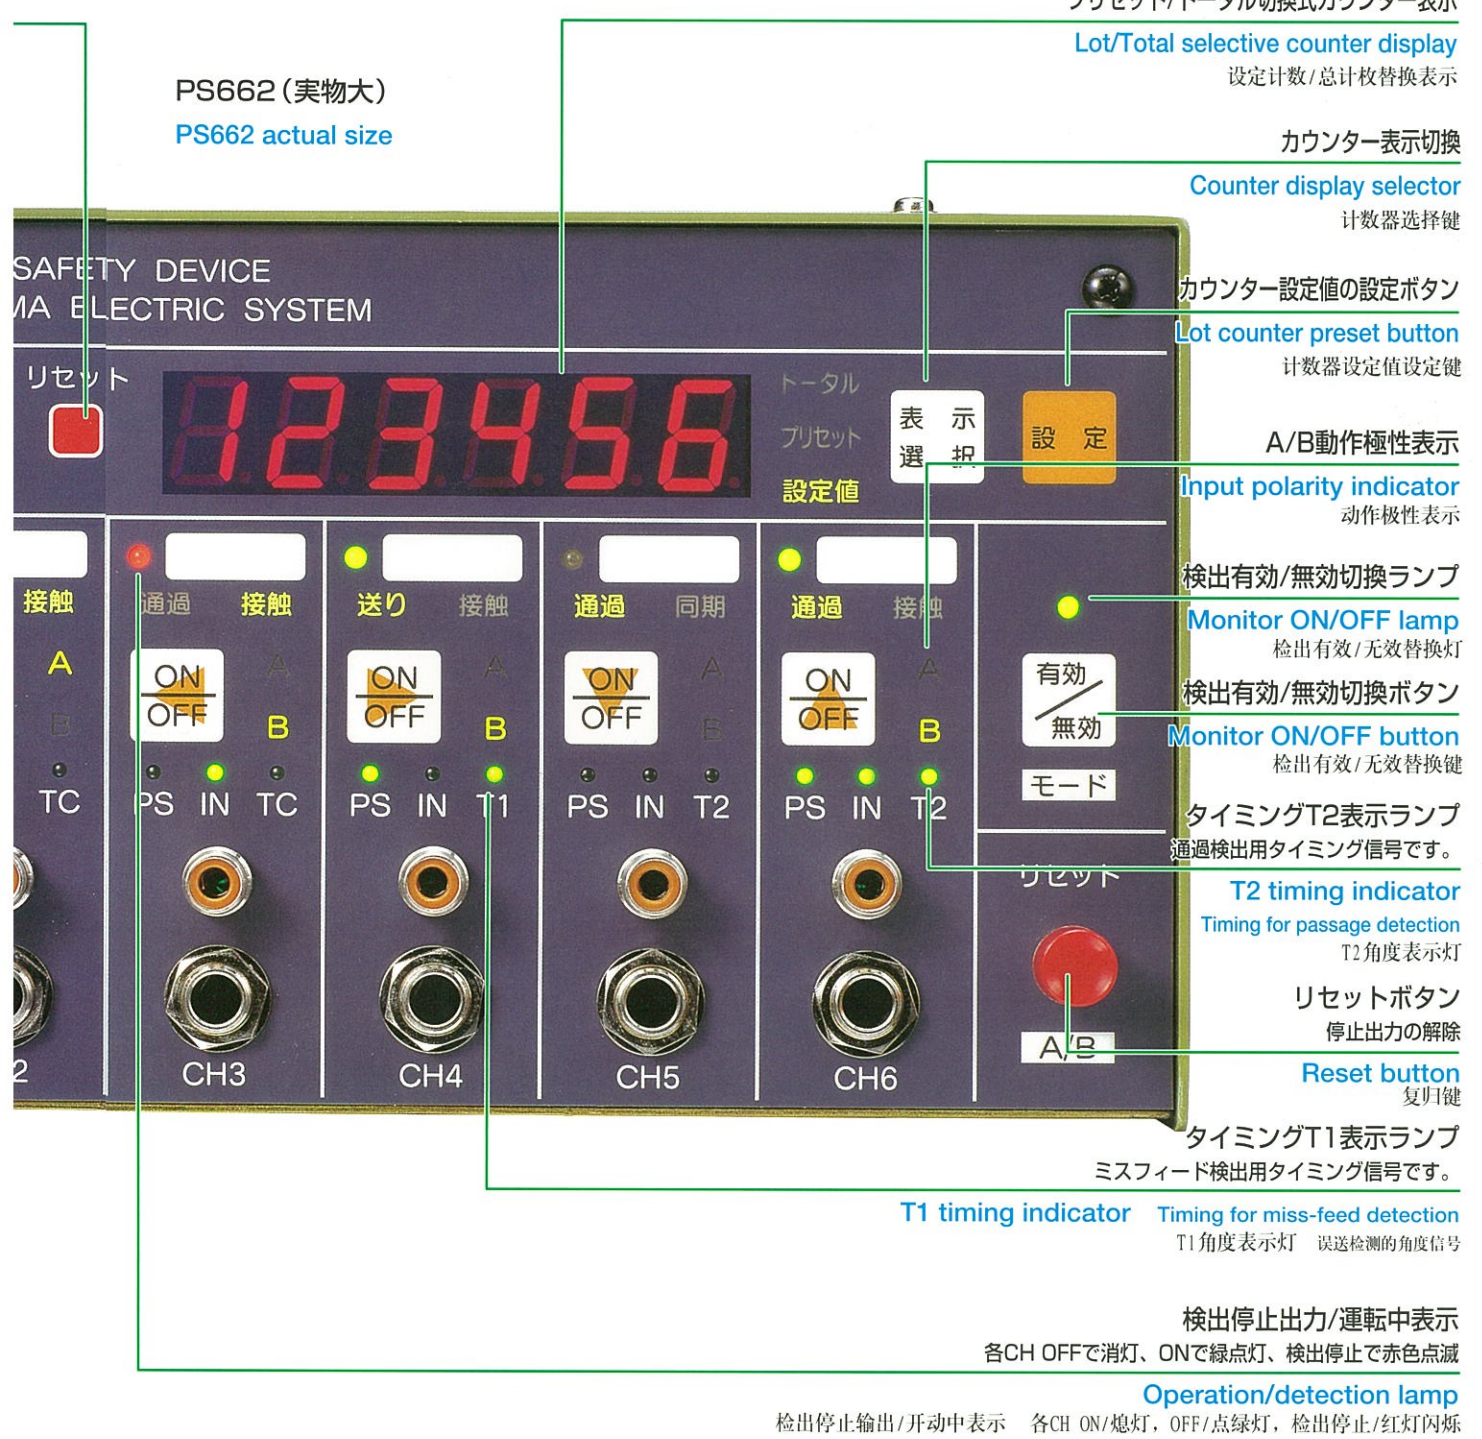 プリセット/トータル切換式カウンター表示
Lot/Total selective counter display
设定计数/总计枚替换表示
PS662(実物大)
PS662 actual size
カウンター表示切換
Counter display selector
计数器选择键
SAFETY DEVICE
MA ELECTRIC SYSTEM
カウンター設定値の設定ボタン
Lot counter preset button
计数器设定值设定键
リセット
123456
トータル
プリセット
設定値
表 示
選 択
設 定
A/B動作極性表示
Input polarity indicator
动作极性表示
接触
通過 接触
送り 接触
通過 同期
通過 接触
検出有効/無効切換ランプ
Monitor ON/OFF lamp
检出有效/无效替换灯
A
B
TC
ON
OFF
A
B
PS IN TC
ON
OFF
A
B
PS IN T1
ON
OFF
A
B
PS IN T2
ON
OFF
A
B
PS IN T2
有効
無効
モード
検出有効/無効切換ボタン
Monitor ON/OFF button
检出有效/无效替换键
タイミングT2表示ランプ
通過検出用タイミング信号です。
T2 timing indicator
Timing for passage detection
T2角度表示灯
リセット
A/B
リセットボタン
停止出力の解除
Reset button
复归键
2
CH3
CH4
CH5
CH6
タイミングT1表示ランプ
ミスフィード検出用タイミング信号です。
T1 timing indicator Timing for miss-feed detection
T1角度表示灯 误送检测的角度信号
検出停止出力/運転中表示
各CH OFFで消灯、ONで緑点灯、検出停止で赤色点滅
Operation/detection lamp
检出停止输出/开动中表示 各CH ON/熄灯，OFF/点绿灯，检出停止/红灯闪烁